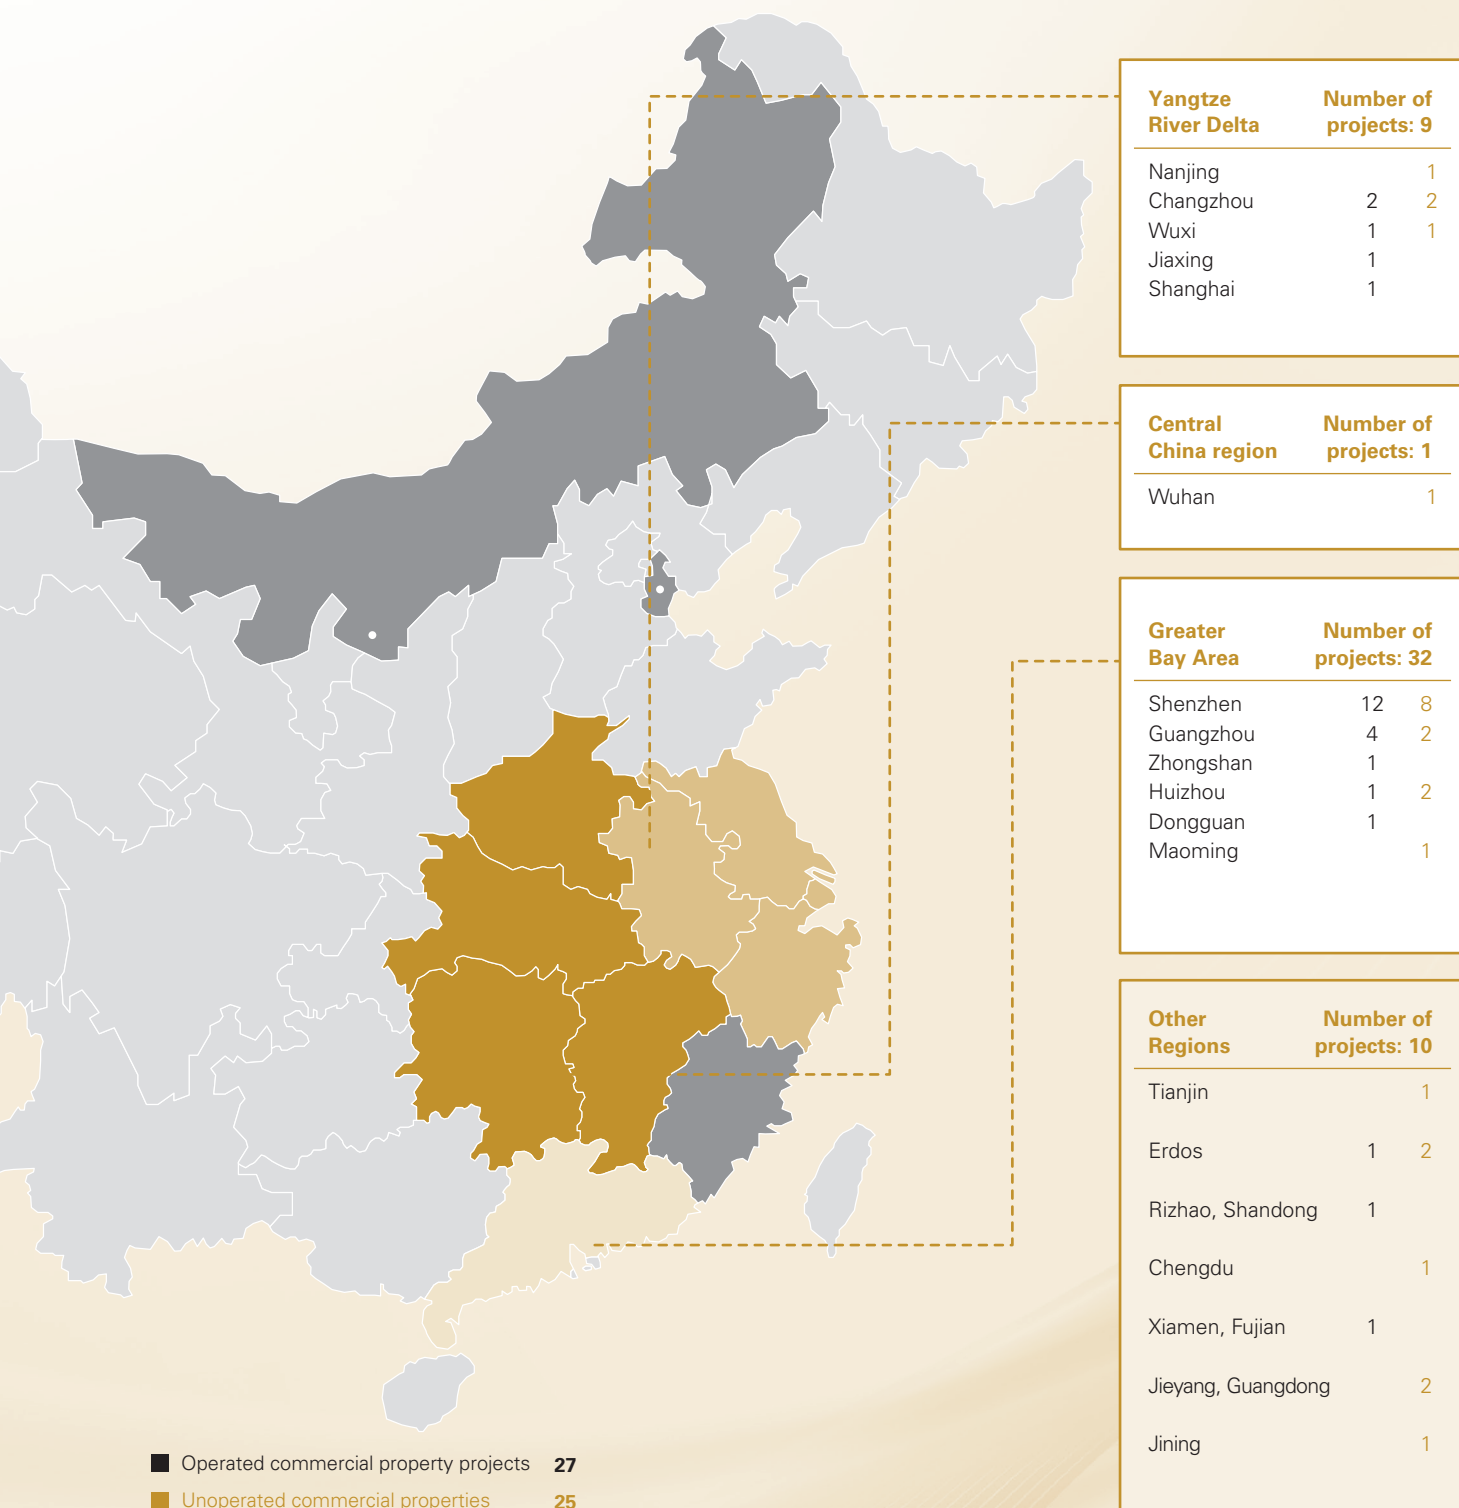 Yangtze Number of
River Delta projects: 9
Nanjing 1
Changzhou 2 2
Wuxi 1 1
Jiaxing 1
Shanghai 1
Central Number of
China region projects: 1
Wuhan 1
Greater Number of
Bay Area projects: 32
Shenzhen 12 8
Guangzhou 4 2
Zhongshan 1
Huizhou 1 2
Dongguan 1
Maoming 1
Other Number of
Regions projects: 10
Tianjin 1
Erdos 1 2
Rizhao, Shandong 1
Chengdu 1
Xiamen, Fujian 1
Jieyang, Guangdong 2
Jining 1
Operated commercial property projects 27
Unoperated commercial properties 25